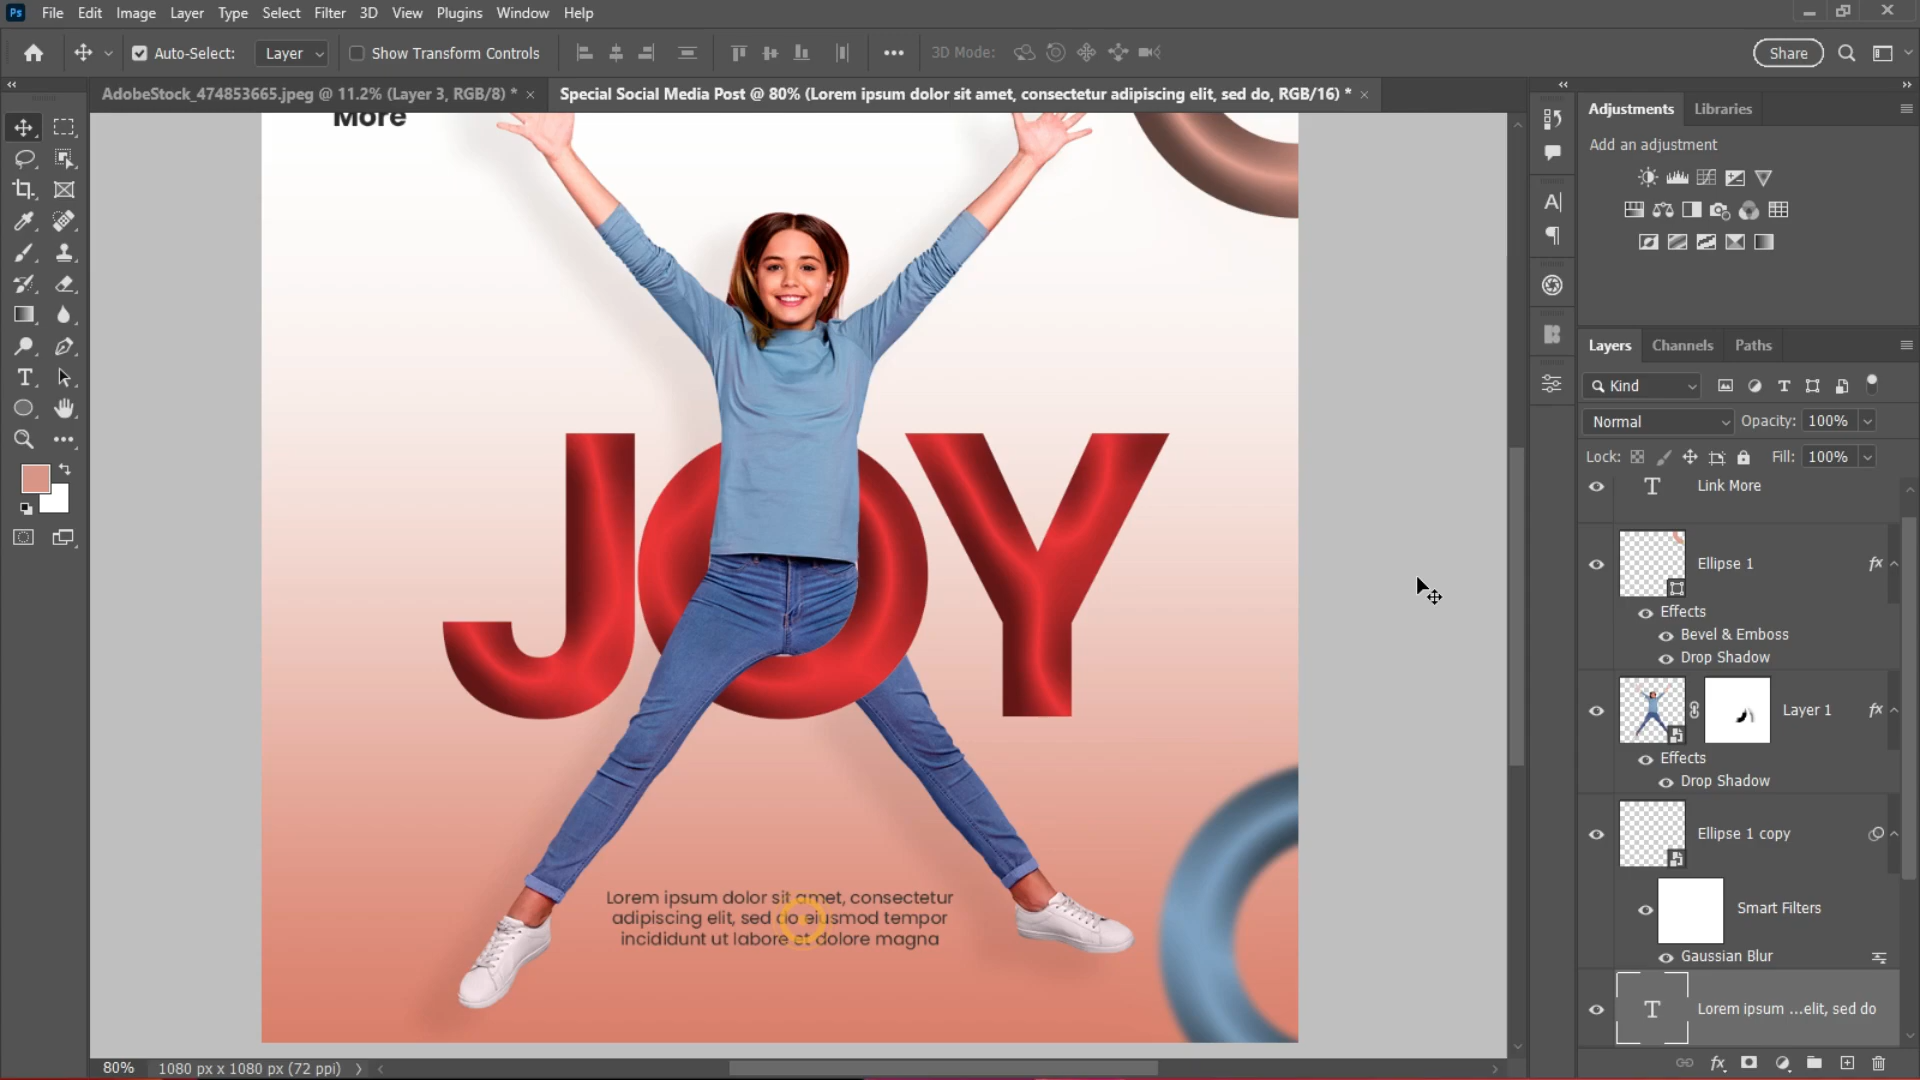 Ps File Edit Image Layer Type Select Filter 3D View Plugins Window Help
Auto-Select: Layer Show Transform Controls 3D Mode: Share
AdobeStock_474853665.jpeg @ 11.2% (Layer 3, RGB/8) * ×
Special Social Media Post @ 80% (Lorem ipsum dolor sit amet, consectetur adipiscing elit, sed do, RGB/16) * ×
More
JOY
Lorem ipsum dolor sit amet, consectetur
adipiscing elit, sed do eiusmod tempor
incididunt ut labore et dolore magna
80% 1080 px x 1080 px (72 ppi)
Adjustments Libraries
Add an adjustment
Layers Channels Paths
Kind
Normal Opacity: 100%
Lock: Fill: 100%
Link More
Ellipse 1 fx
Effects
Bevel & Emboss
Drop Shadow
Layer 1 fx
Effects
Drop Shadow
Ellipse 1 copy
Smart Filters
Gaussian Blur
T Lorem ipsum ...elit, sed do
fx